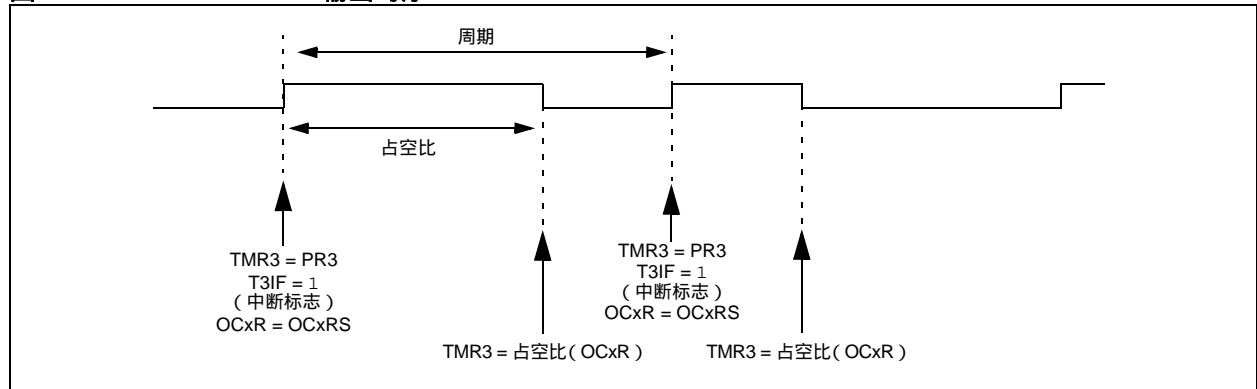 周期
占空比
TMR3 = PR3
T3IF = 1
（中断标志）
OCxR = OCxRS
TMR3 = 占空比（OCxR）
TMR3 = PR3
T3IF = 1
（中断标志）
OCxR = OCxRS
TMR3 = 占空比（OCxR）